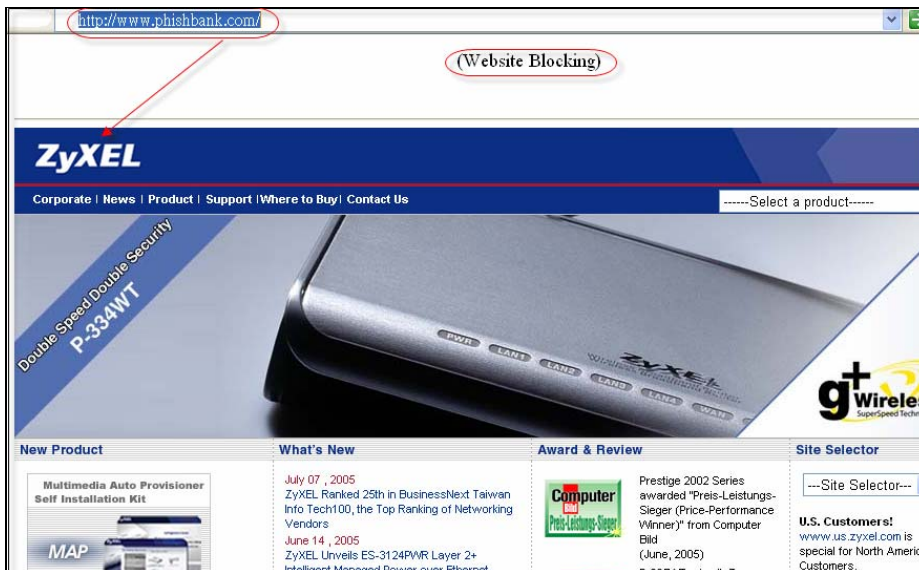 http://www.phishbank.com/
(Website Blocking)
ZyXEL
Corporate | News | Product | Support |Where to Buy| Contact Us
------Select a product------
Double Speed Double Security
P-334WT
PWR LAN1 LAN2 LAN3 LAN4 WAN
ZyXEL
g+
Wireles
SuperSpeed Techn
New Product
Multimedia Auto Provisioner
Self Installation Kit
MAP
What's New
July 07 , 2005
ZyXEL Ranked 25th in BusinessNext Taiwan
Info Tech100, the Top Ranking of Networking
Vendors
June 14 , 2005
ZyXEL Unveils ES-3124PWR Layer 2+
Intelligent Managed Power over Ethernet
Award & Review
Computer
Bild
Preis-Leistungs-Sieger
Prestige 2002 Series
awarded "Preis-Leistungs-
Sieger (Price-Performance
Winner)" from Computer
Bild
(June, 2005)
Site Selector
---Site Selector---
U.S. Customers!
www.us.zyxel.com is
special for North Americ
Customers.